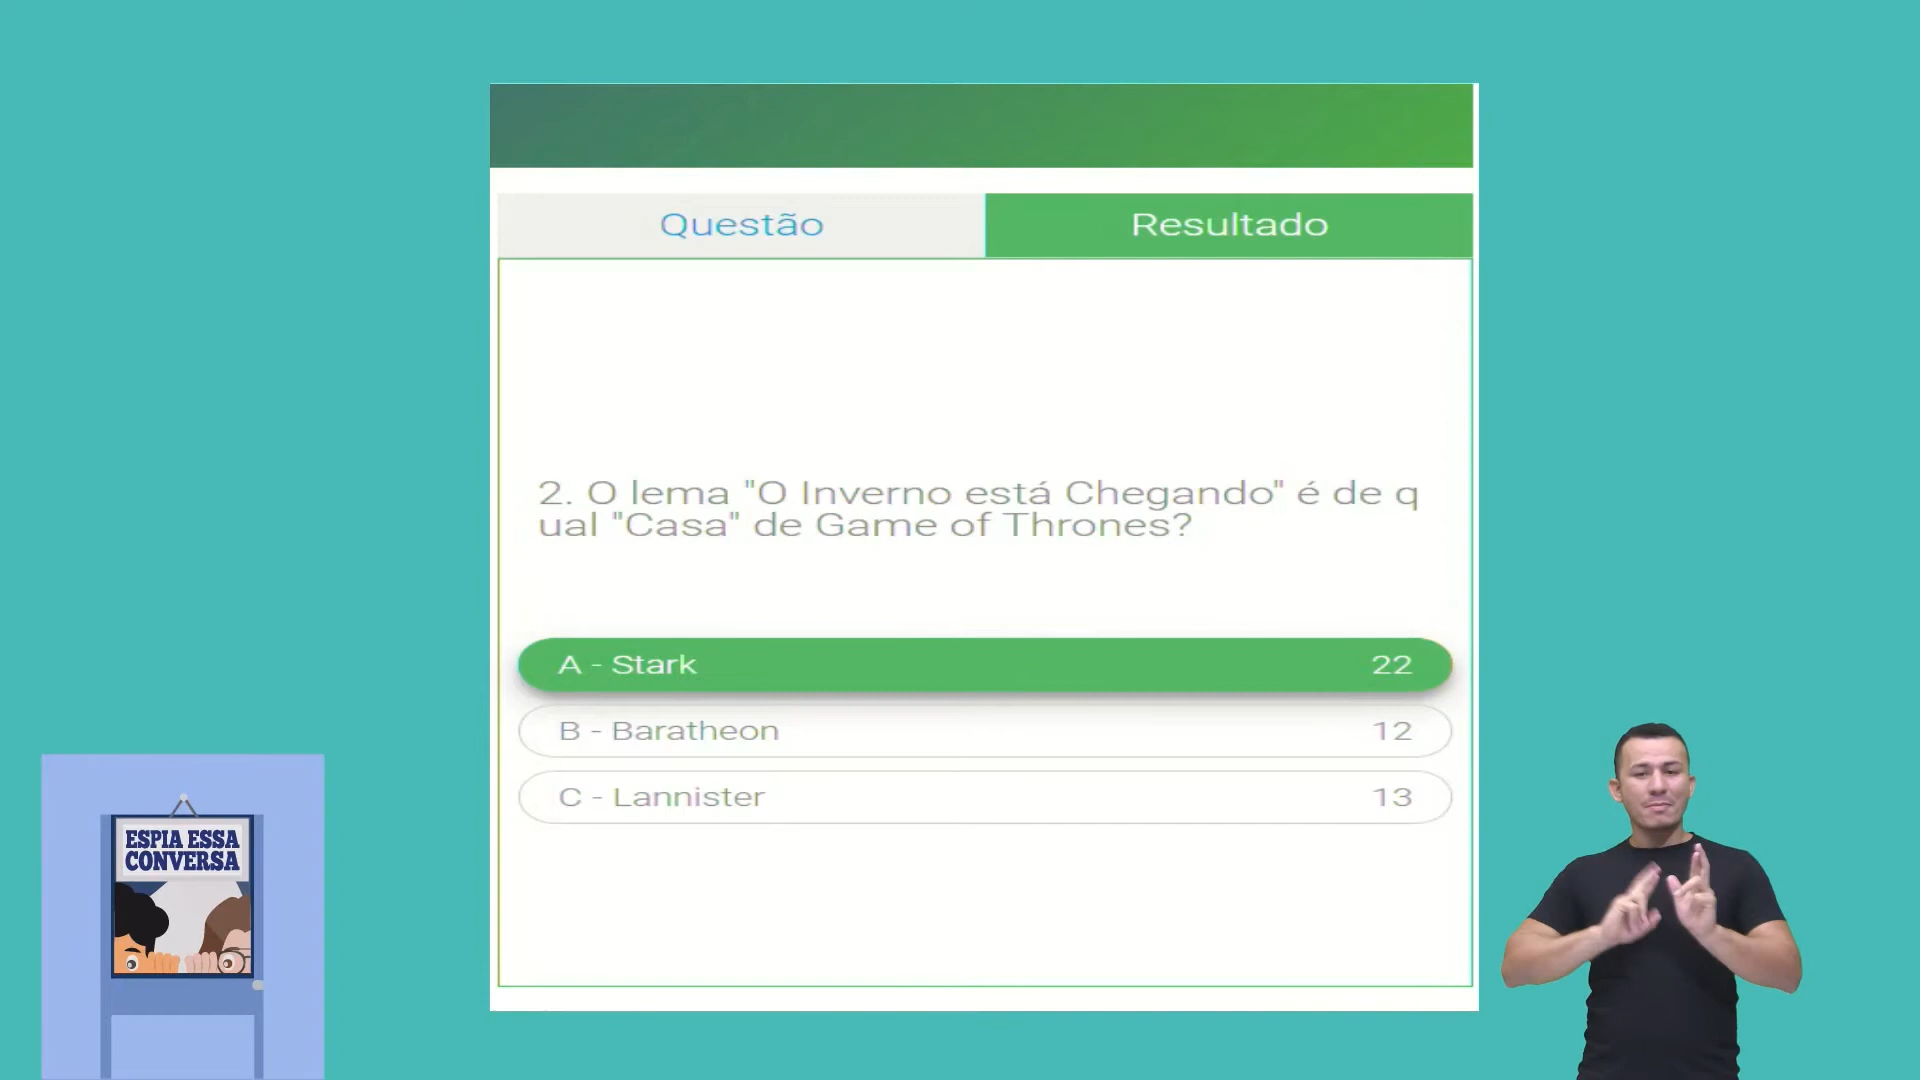 Questão
Resultado
2. O lema "O Inverno está Chegando" é de q
ual "Casa" de Game of Thrones?
A - Stark 22
B - Baratheon 12
C - Lannister 13
ESPIA ESSA
CONVERSA